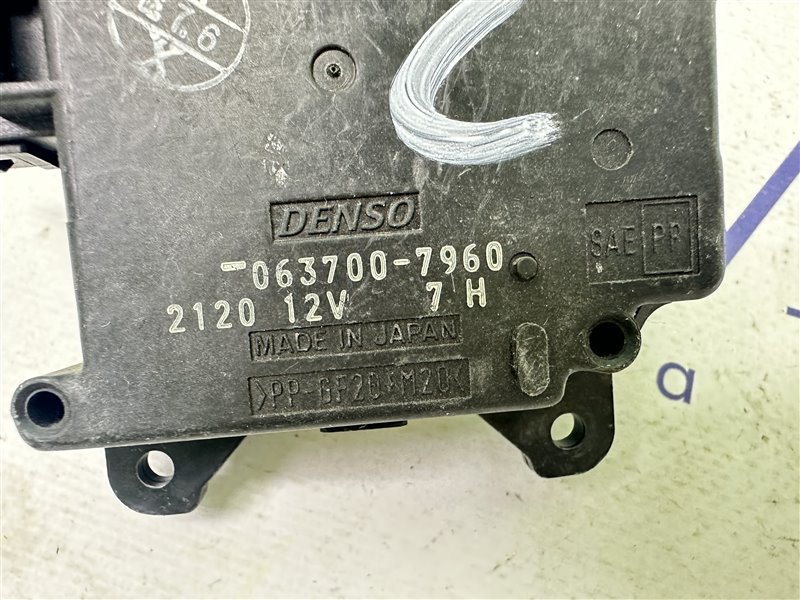 DENSO
-063700-7960
2120 12V 7 H
SAE PP
MADE IN JAPAN
>PP-GF20+M20<
a